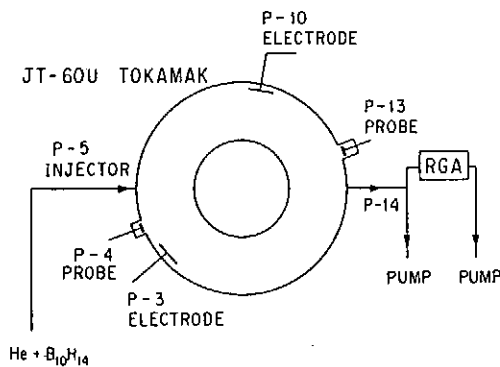 P-10
ELECTRODE
JT-60U TOKAMAK
P-13
PROBE
P-5
INJECTOR
RGA
P-14
P-4
PROBE
PUMP
PUMP
P-3
ELECTRODE
He + B₁₀H₁₄